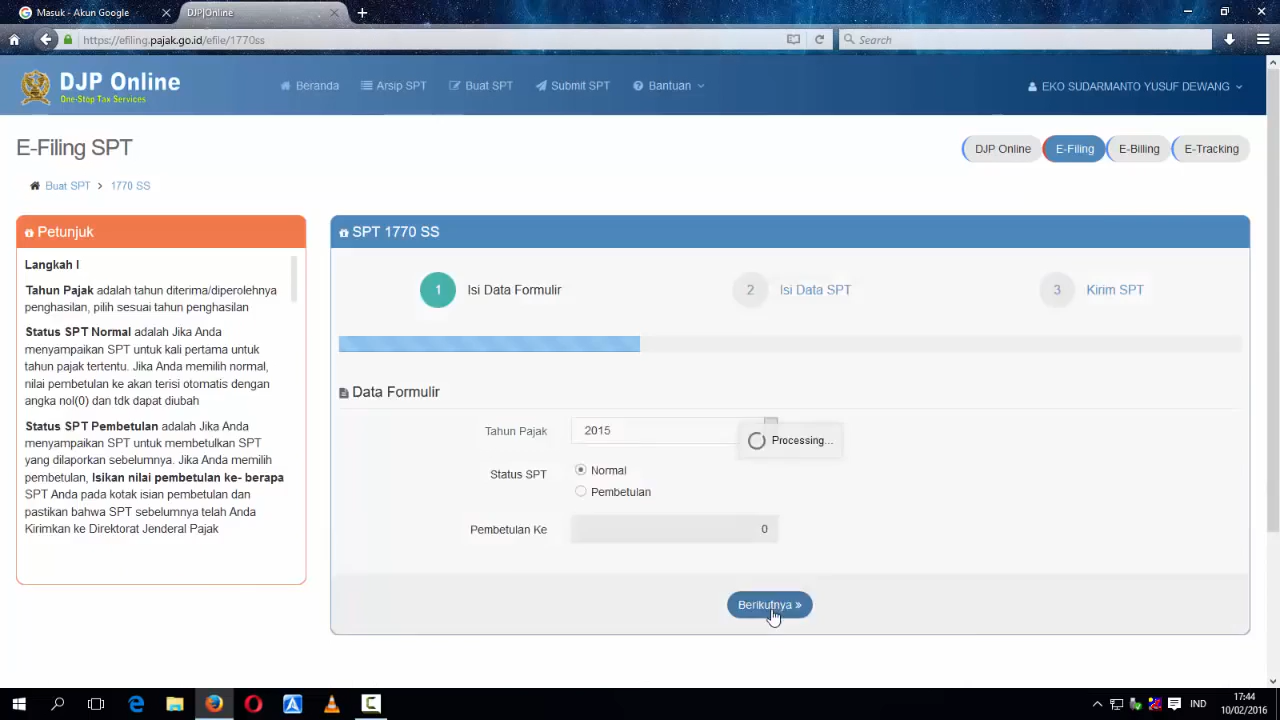 Masuk - Akun Google
DJP|Online
https://efiling.pajak.go.id/efile/1770ss
Search
DJP Online
One-Stop Tax Services
Beranda
Arsip SPT
Buat SPT
Submit SPT
Bantuan
EKO SUDARMANTO YUSUF DEWANG
E-Filing SPT
DJP Online
E-Filing
E-Billing
E-Tracking
Buat SPT > 1770 SS
Petunjuk
Langkah I
Tahun Pajak adalah tahun diterima/diperolehnya
penghasilan, pilih sesuai tahun penghasilan
Status SPT Normal adalah Jika Anda
menyampaikan SPT untuk kali pertama untuk
tahun pajak tertentu. Jika Anda memilih normal,
nilai pembetulan ke akan terisi otomatis dengan
angka nol(0) dan tdk dapat diubah
Status SPT Pembetulan adalah Jika Anda
menyampaikan SPT untuk membetulkan SPT
yang dilaporkan sebelumnya. Jika Anda memilih
pembetulan, Isikan nilai pembetulan ke- berapa
SPT Anda pada kotak isian pembetulan dan
pastikan bahwa SPT sebelumnya telah Anda
Kirimkan ke Direktorat Jenderal Pajak
SPT 1770 SS
1 Isi Data Formulir
2 Isi Data SPT
3 Kirim SPT
Data Formulir
Tahun Pajak 2015
Processing...
Status SPT
Normal
Pembetulan
Pembetulan Ke 0
Berikutnya »
IND
17:44
10/02/2016